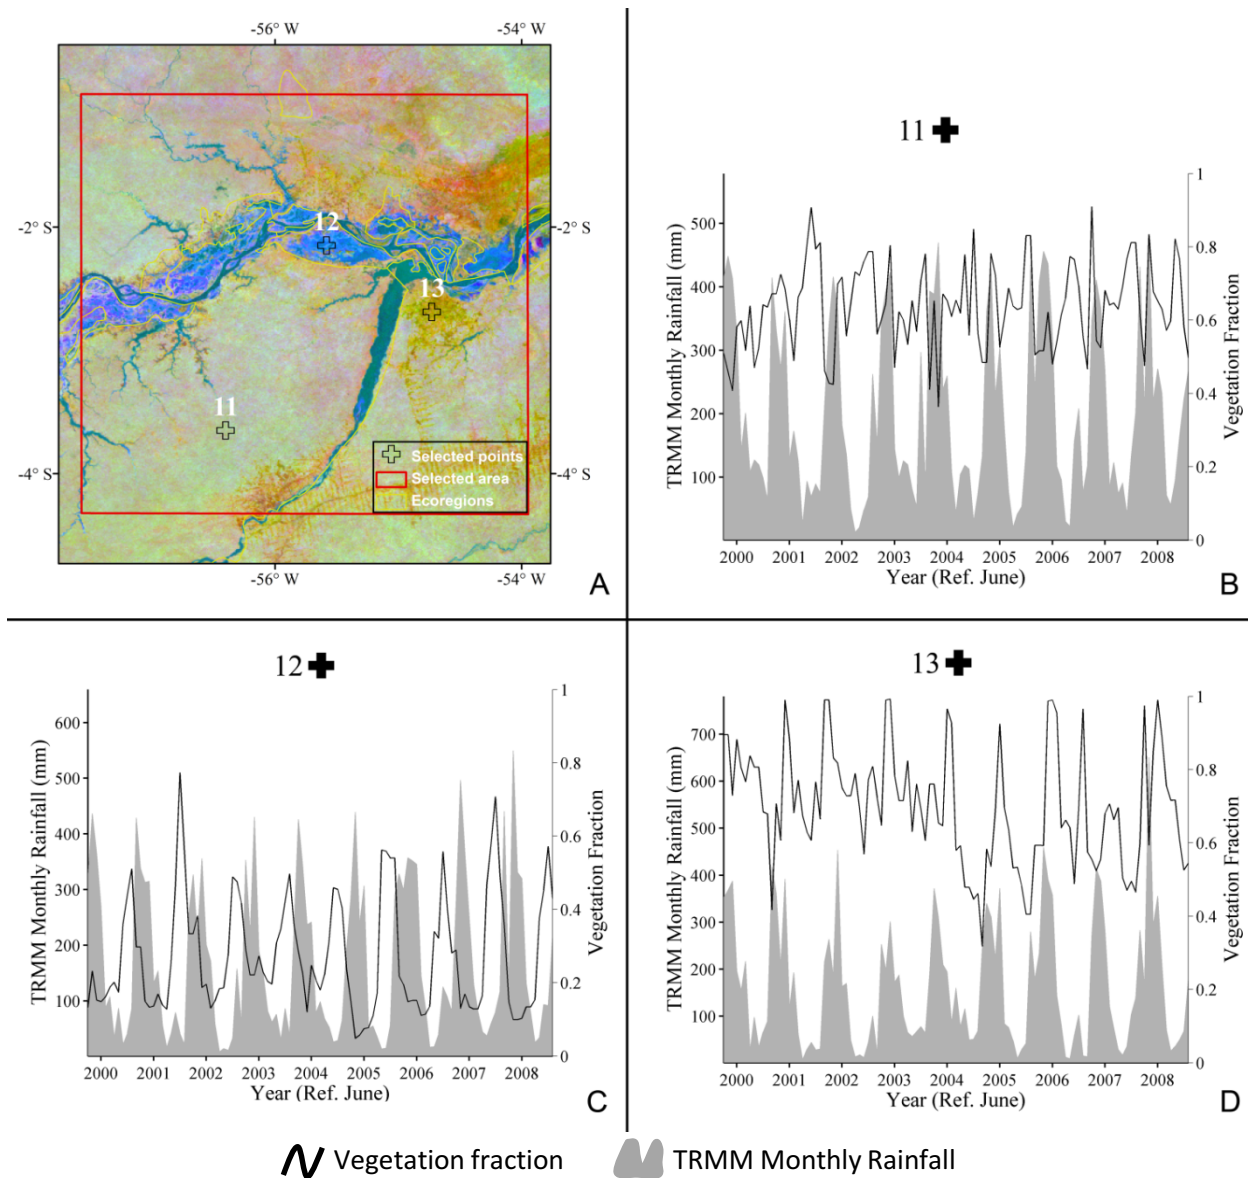 -56° W
-54° W
-2° S
-2° S
12
13
11
Selected points
Selected area
Ecoregions
-4° S
-4° S
-56° W
-54° W
A
11
TRMM Monthly Rainfall (mm)
500
400
300
200
100
1
0.8
0.6
0.4
0.2
0
Vegetation Fraction
2000 2001 2002 2003 2004 2005 2006 2007 2008
Year (Ref. June)
B
12
TRMM Monthly Rainfall (mm)
600
500
400
300
200
100
1
0.8
0.6
0.4
0.2
0
Vegetation Fraction
2000 2001 2002 2003 2004 2005 2006 2007 2008
Year (Ref. June)
C
13
TRMM Monthly Rainfall (mm)
700
600
500
400
300
200
100
1
0.8
0.6
0.4
0.2
0
Vegetation Fraction
2000 2001 2002 2003 2004 2005 2006 2007 2008
Year (Ref. June)
D
Vegetation fraction
TRMM Monthly Rainfall